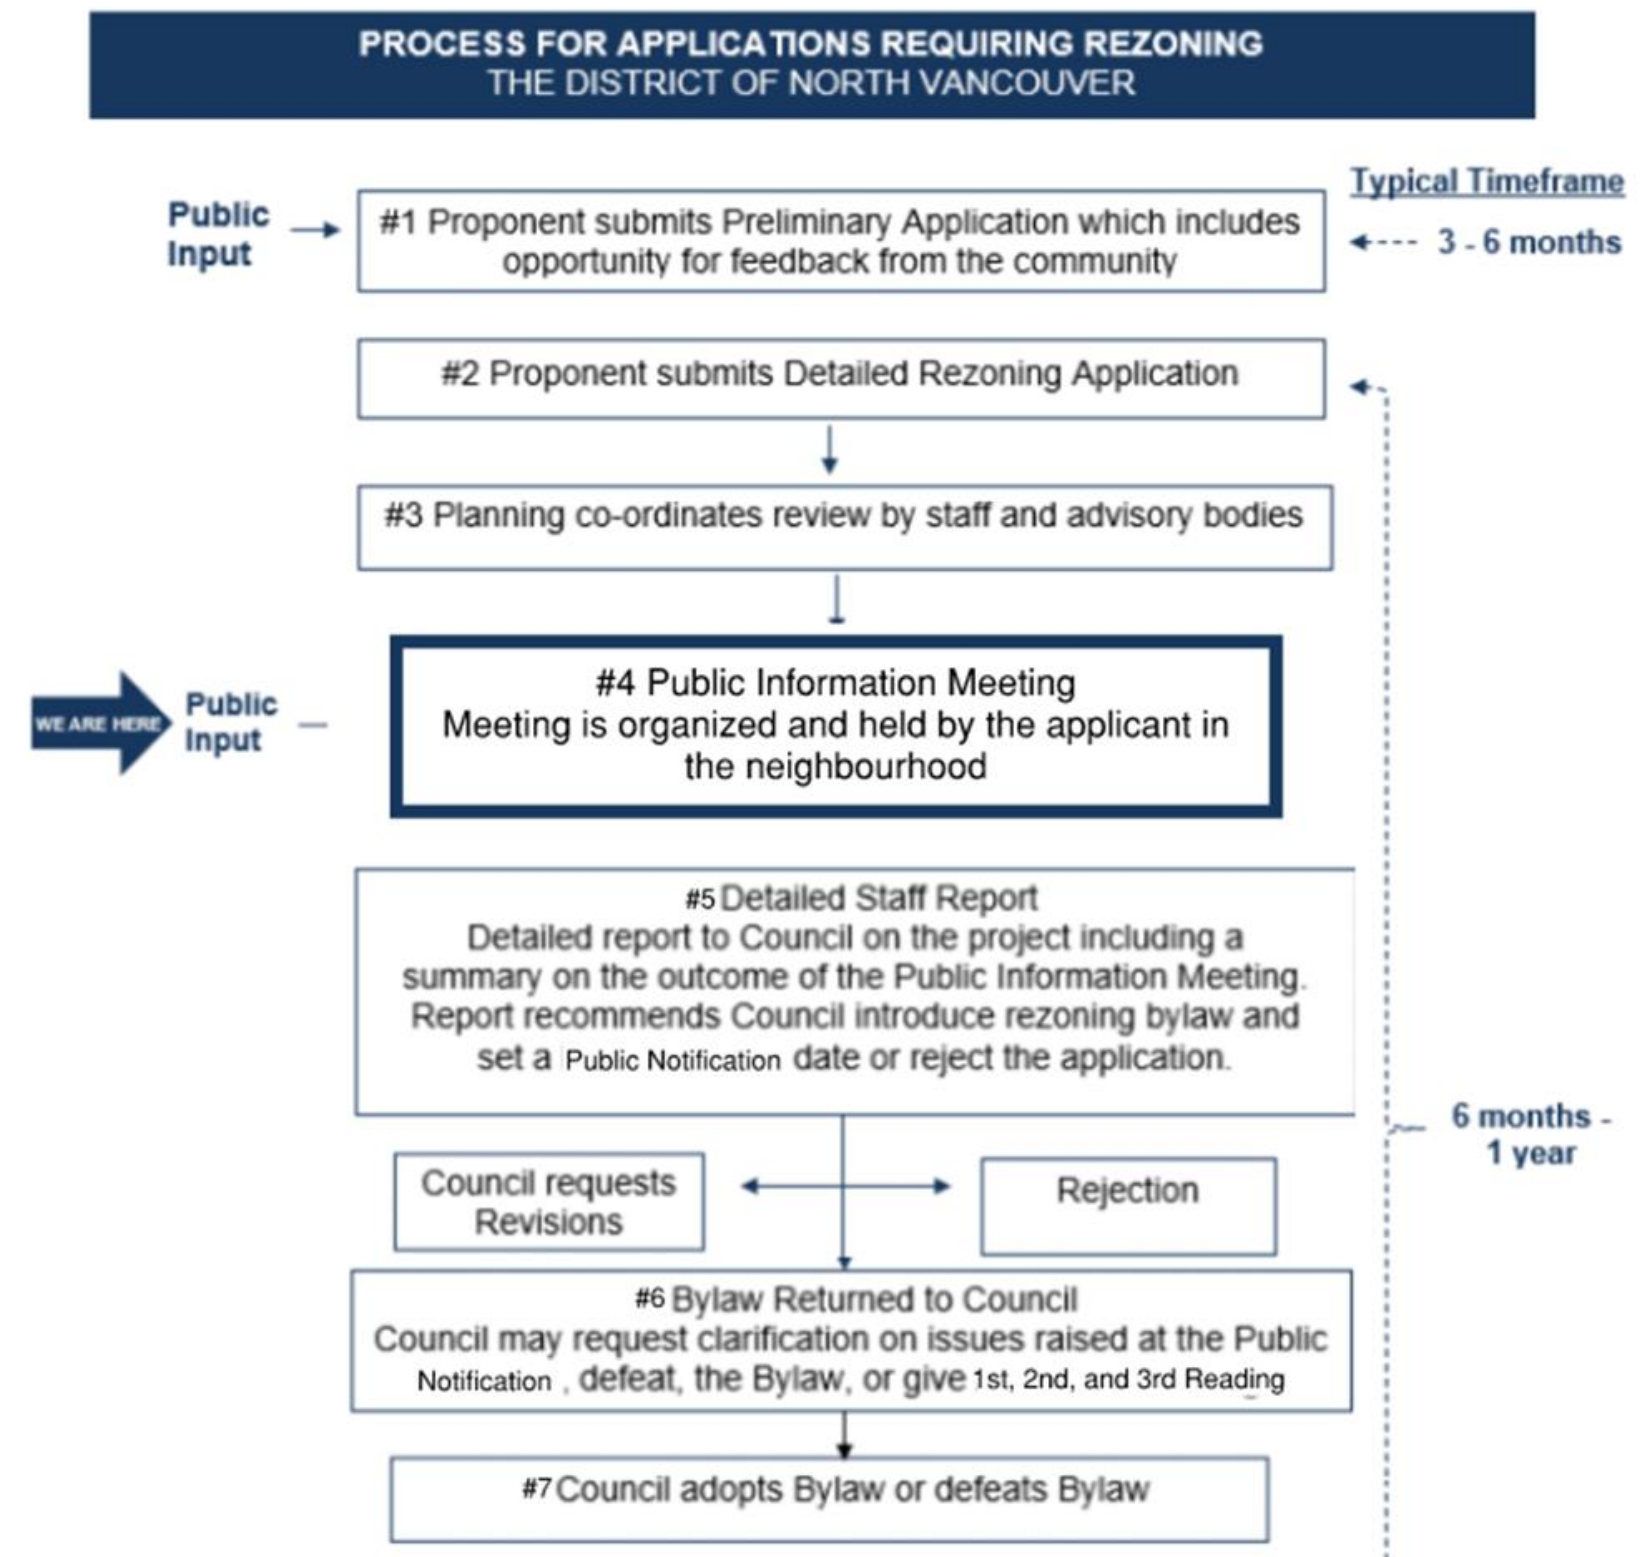 PROCESS FOR APPLICATIONS REQUIRING REZONING
THE DISTRICT OF NORTH VANCOUVER
Typical Timeframe
Public
Input
#1 Proponent submits Preliminary Application which includes
opportunity for feedback from the community
3 - 6 months
#2 Proponent submits Detailed Rezoning Application
#3 Planning co-ordinates review by staff and advisory bodies
WE ARE HERE
Public
Input
#4 Public Information Meeting
Meeting is organized and held by the applicant in
the neighbourhood
#5 Detailed Staff Report
Detailed report to Council on the project including a
summary on the outcome of the Public Information Meeting.
Report recommends Council introduce rezoning bylaw and
set a Public Notification date or reject the application.
6 months -
1 year
Council requests
Revisions
Rejection
#6 Bylaw Returned to Council
Council may request clarification on issues raised at the Public
Notification , defeat, the Bylaw, or give 1st, 2nd, and 3rd Reading
#7 Council adopts Bylaw or defeats Bylaw